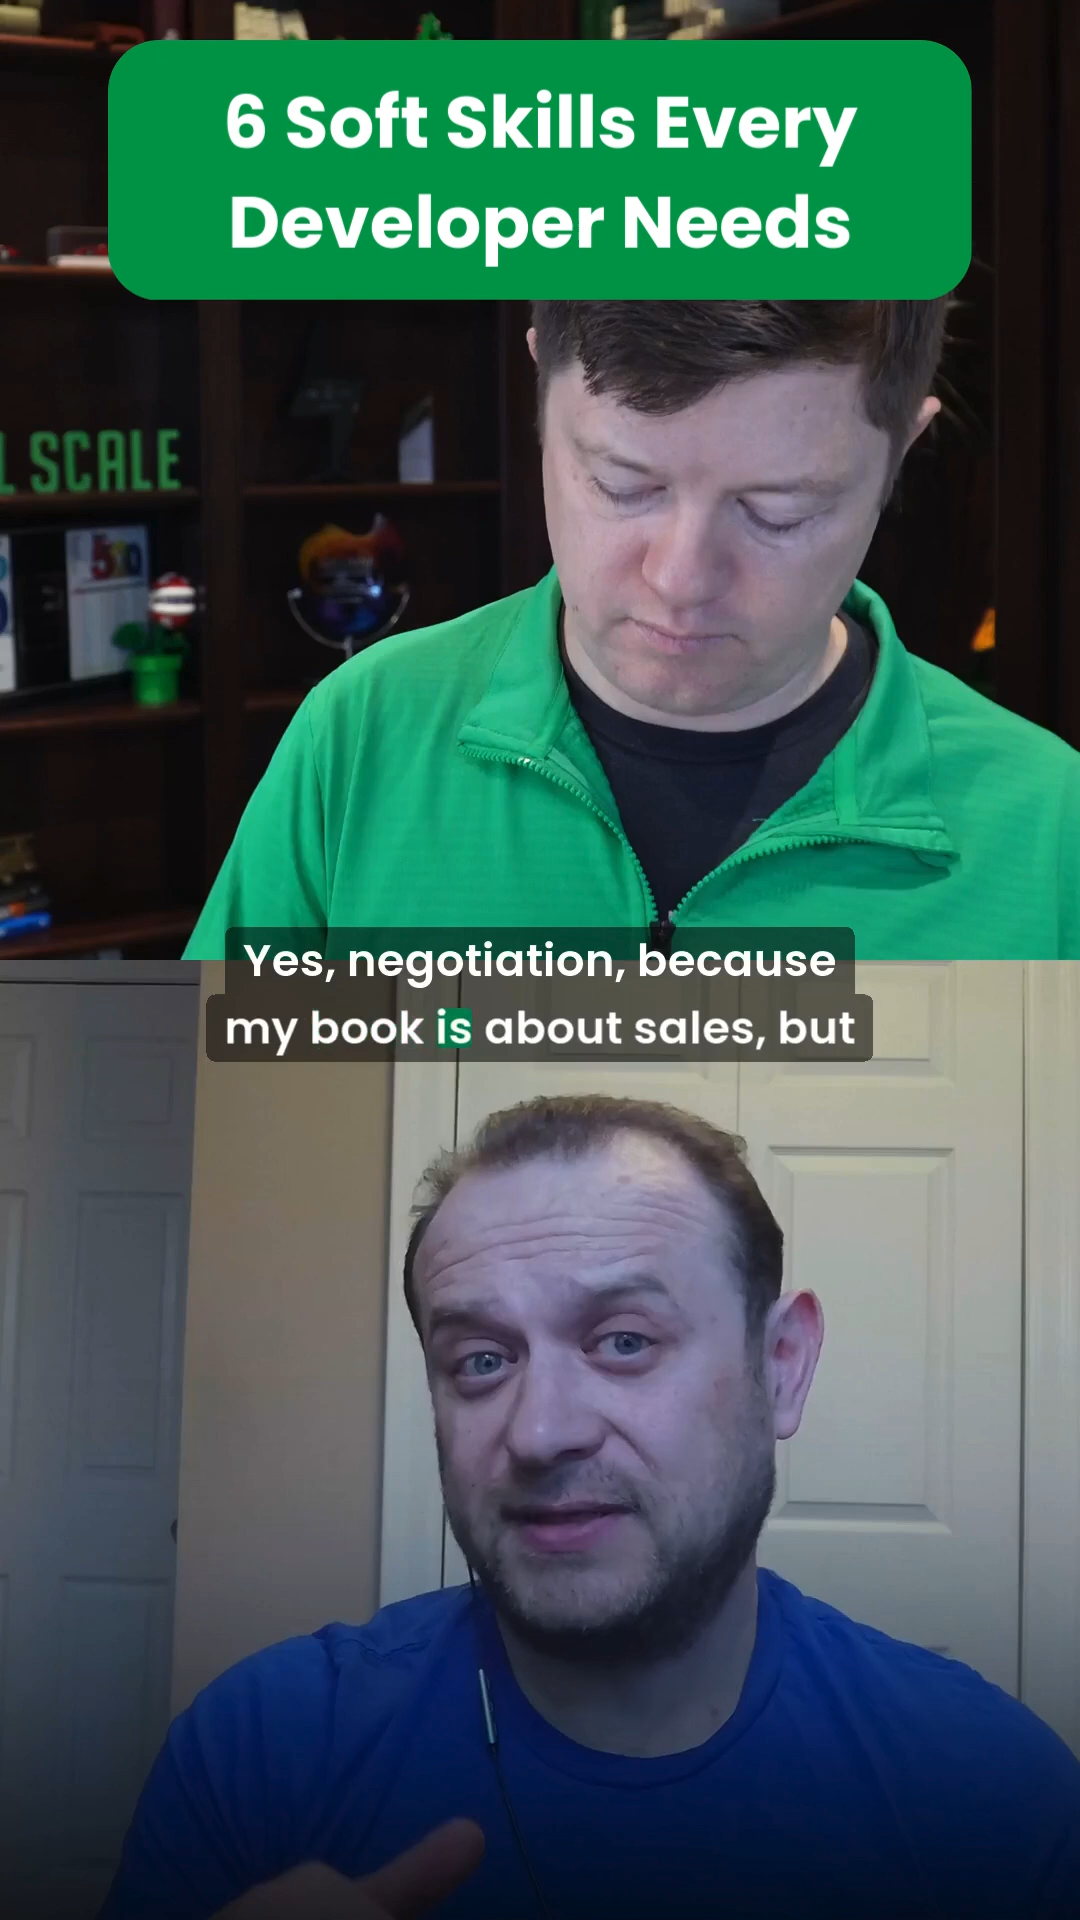 6 Soft Skills Every
Developer Needs
L SCALE
Yes, negotiation, because
my book is about sales, but